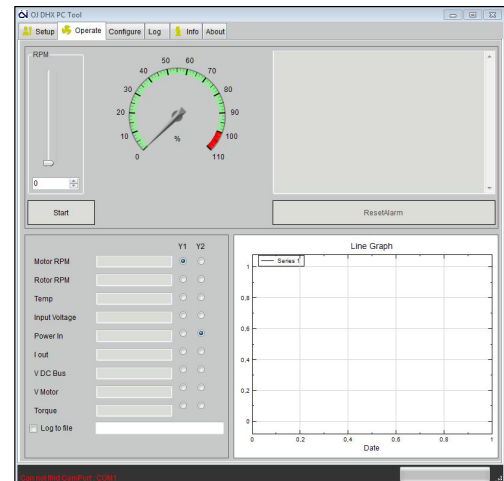 OJ DHX PC Tool
Setup Operate Configure Log Info About
RPM
0
Start
0 10 20 30 40 50 60 70 80 90 100 110
%
ResetAlarm
Y1 Y2
Motor RPM
Rotor RPM
Temp
Input Voltage
Power In
I out
V DC Bus
V Motor
Torque
Log to file
Line Graph
Series 1
1
0,8
0,6
0,4
0,2
0
0 0,2 0,4 0,6 0,8 1
Date